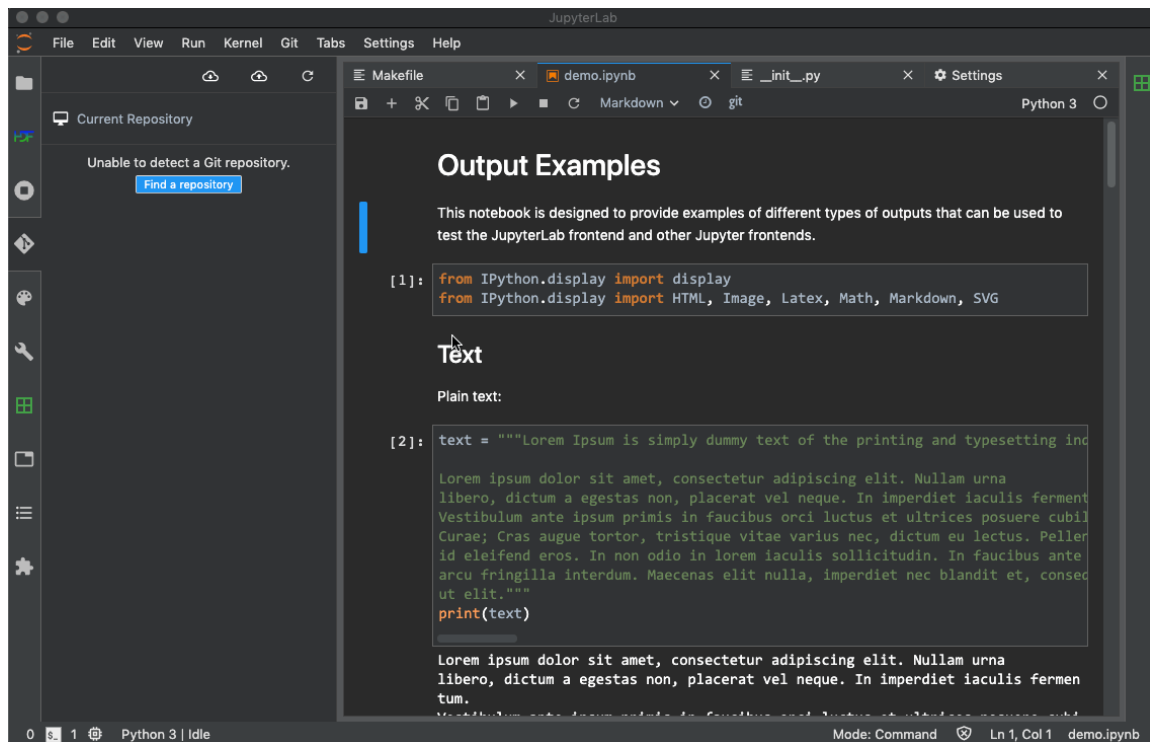 JupyterLab
File Edit View Run Kernel Git Tabs Settings Help
Makefile demo.ipynb __init__.py Settings
Markdown git Python 3
Current Repository
Unable to detect a Git repository.
Find a repository
Output Examples
This notebook is designed to provide examples of different types of outputs that can be used to
test the JupyterLab frontend and other Jupyter frontends.
[1]: from IPython.display import display
from IPython.display import HTML, Image, Latex, Math, Markdown, SVG
Text
Plain text:
[2]: text = """Lorem Ipsum is simply dummy text of the printing and typesetting
Lorem ipsum dolor sit amet, consectetur adipiscing elit. Nullam urna
libero, dictum a egestas non, placerat vel neque. In imperdiet iaculis ferment
Vestibulum ante ipsum primis in faucibus orci luctus et ultrices posuere cubil
Curae; Cras augue tortor, tristique vitae varius nec, dictum eu lectus. Peller
id eleifend eros. In non odio in lorem iaculis sollicitudin. In faucibus ante
arcu fringilla interdum. Maecenas elit nulla, imperdiet nec blandit et, consec
ut elit."""
print(text)
Lorem ipsum dolor sit amet, consectetur adipiscing elit. Nullam urna
libero, dictum a egestas non, placerat vel neque. In imperdiet iaculis fermen
tum.
0 $_ 1 Python 3 | Idle Mode: Command Ln 1, Col 1 demo.ipynb